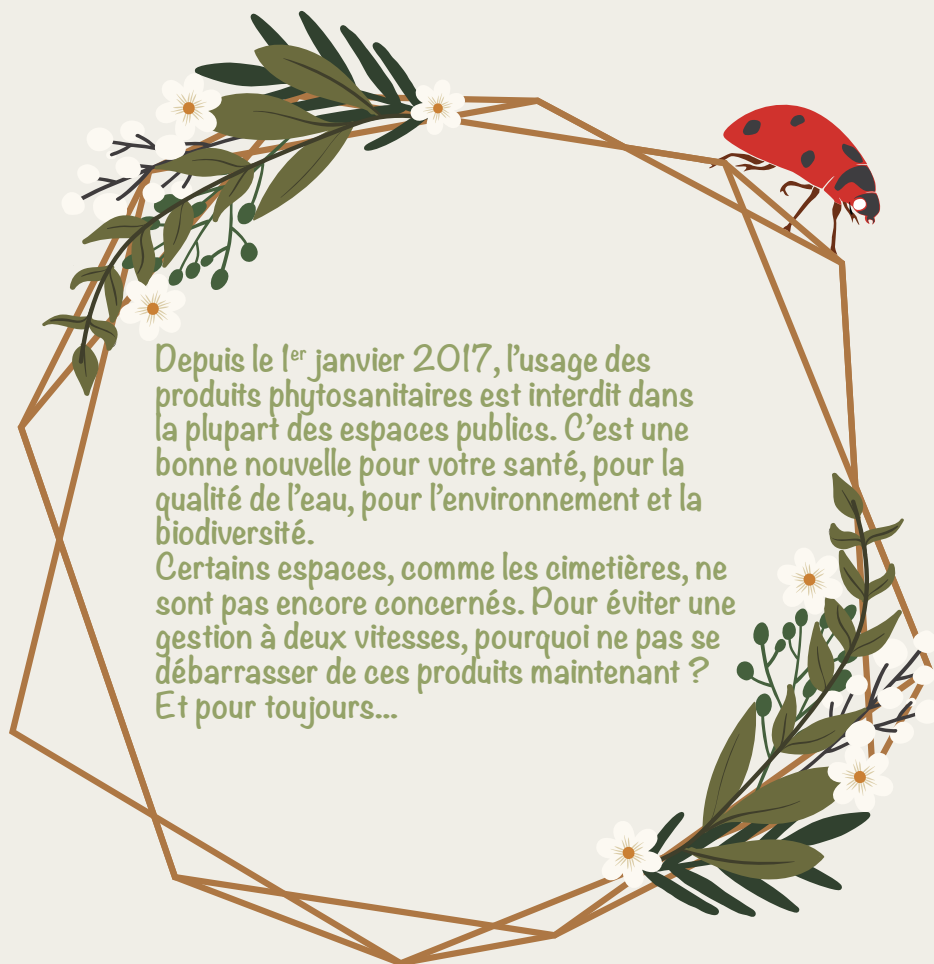 Depuis le 1er janvier 2017, l'usage des
produits phytosanitaires est interdit dans
la plupart des espaces publics. C'est une
bonne nouvelle pour votre santé, pour la
qualité de l'eau, pour l'environnement et la
biodiversité.
Certains espaces, comme les cimetières, ne
sont pas encore concernés. Pour éviter une
gestion à deux vitesses, pourquoi ne pas se
débarrasser de ces produits maintenant ?
Et pour toujours...